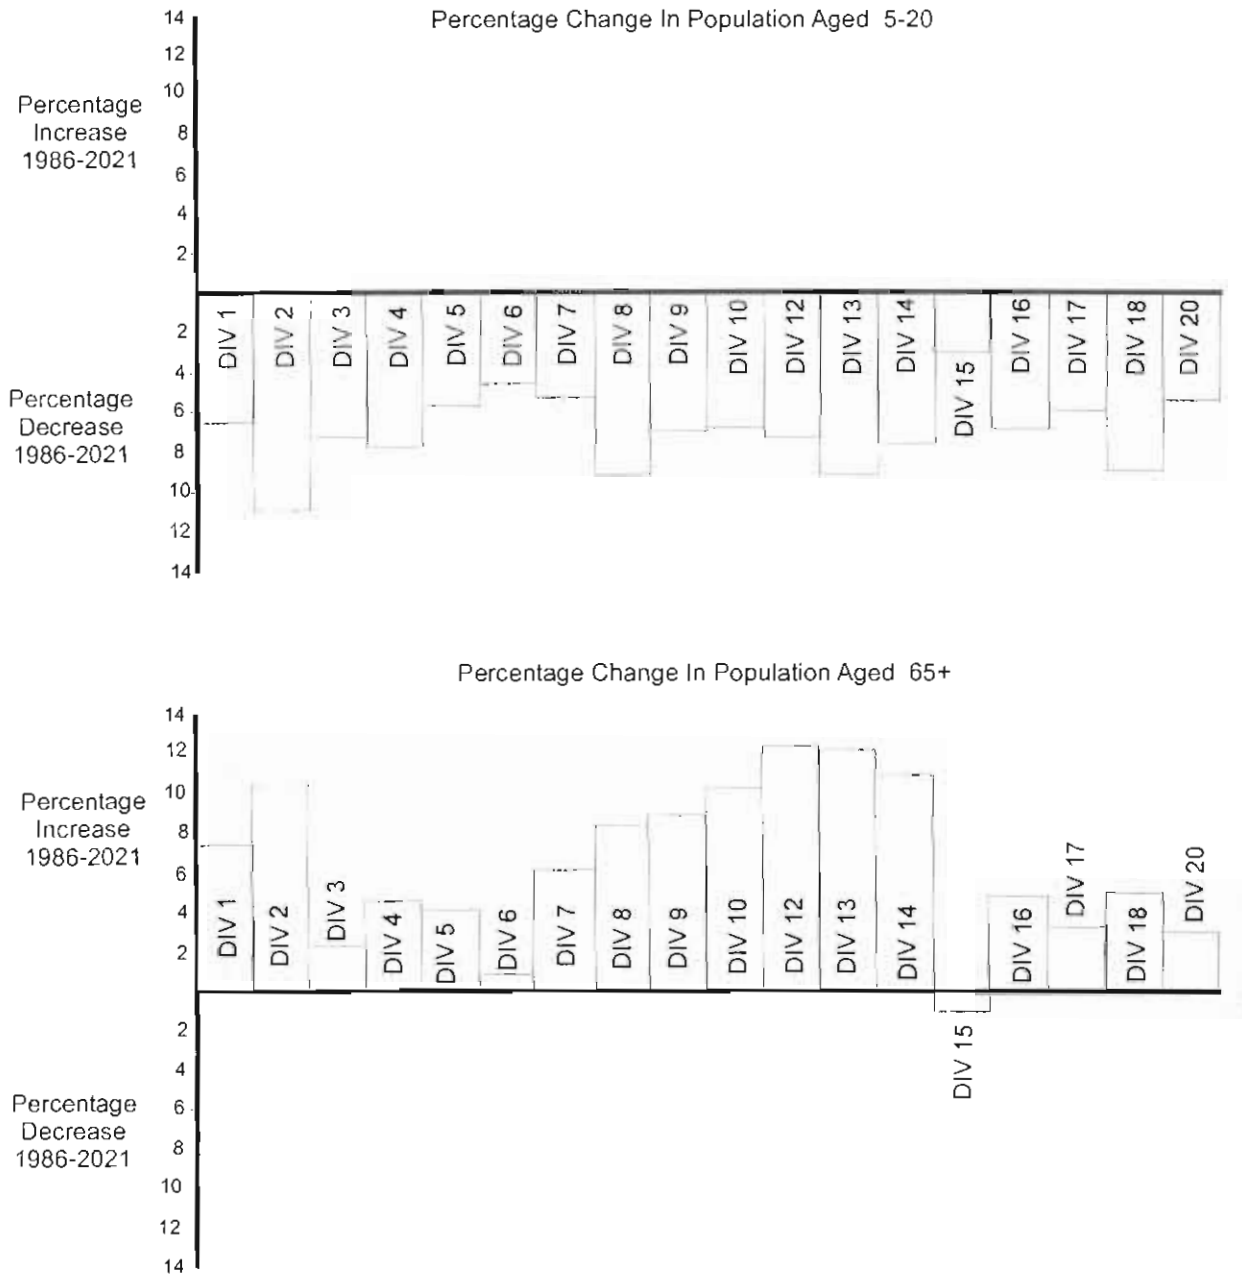 Percentage Change In Population Aged 5-20
14
12
10
8
6
4
2
Percentage
Increase
1986-2021
2
4
6
8
10
12
14
Percentage
Decrease
1986-2021
DIV 1
DIV 2
DIV 3
DIV 4
DIV 5
DIV 6
DIV 7
DIV 8
DIV 9
DIV 10
DIV 12
DIV 13
DIV 14
DIV 15
DIV 16
DIV 17
DIV 18
DIV 20
Percentage Change In Population Aged 65+
14
12
10
8
6
4
2
Percentage
Increase
1986-2021
DIV 1
DIV 2
DIV 3
DIV 4
DIV 5
DIV 6
DIV 7
DIV 8
DIV 9
DIV 10
DIV 12
DIV 13
DIV 14
DIV 15
DIV 16
DIV 17
DIV 18
DIV 20
2
4
6
8
10
12
14
Percentage
Decrease
1986-2021